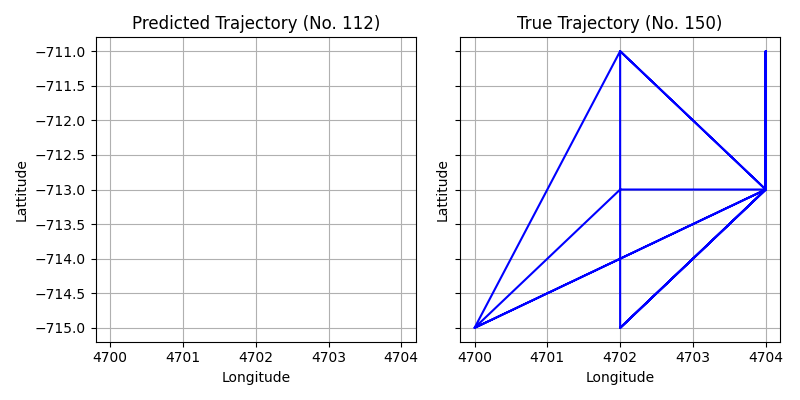 Predicted Trajectory (No. 112)
True Trajectory (No. 150)
−711.0
−711.5
−712.0
−712.5
−713.0
−713.5
−714.0
−714.5
−715.0
Lattitude
Lattitude
4700 4701 4702 4703 4704
4700 4701 4702 4703 4704
Longitude
Longitude